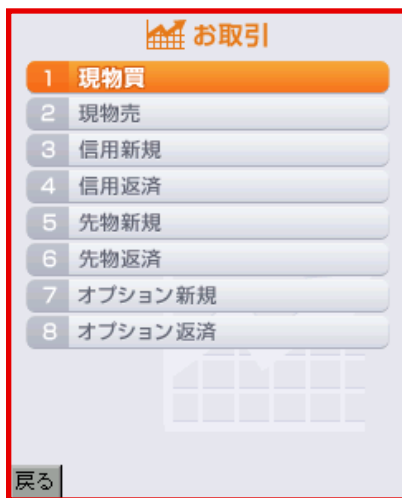 お取引
1 現物買
2 現物売
3 信用新規
4 信用返済
5 先物新規
6 先物返済
7 オプション新規
8 オプション返済
戻る